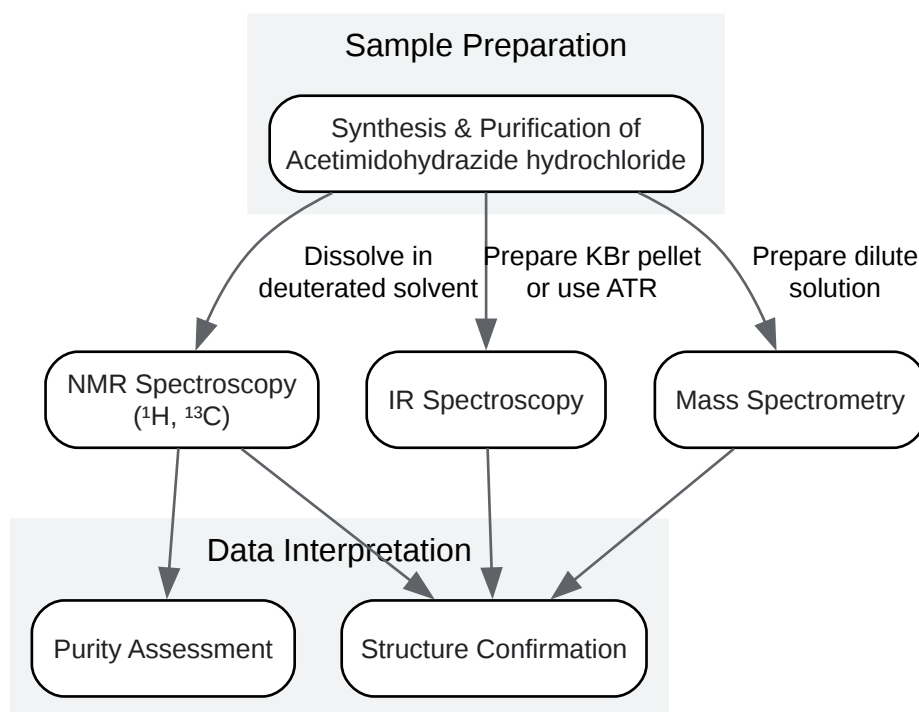 Sample Preparation
Synthesis & Purification of
Acetimidohydrazide hydrochloride
Dissolve in
deuterated solvent
Prepare KBr pellet
or use ATR
Prepare dilute
solution
NMR Spectroscopy
(¹H, ¹³C)
IR Spectroscopy
Mass Spectrometry
Data Interpretation
Purity Assessment
Structure Confirmation